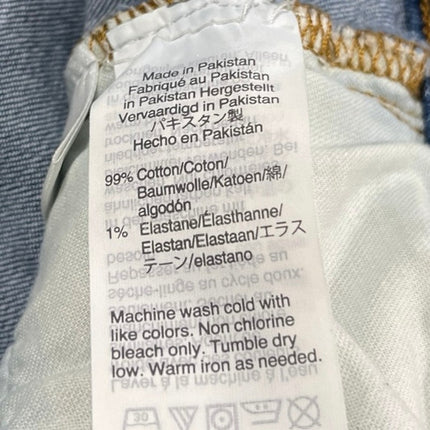 Made in Pakistan
Fabriqué au Pakistan
in Pakistan Hergestellt
Vervaardigd in Pakistan
パキスタン製
Hecho en Pakistán
99% Cotton/Coton/
Baumwolle/Katoen/綿/
algodón
1% Elastane/Élasthanne/
Elastan/Elastaan/エラス
テーン/elastano
Machine wash cold with
like colors. Non chlorine
bleach only. Tumble dry
low. Warm iron as needed.
30